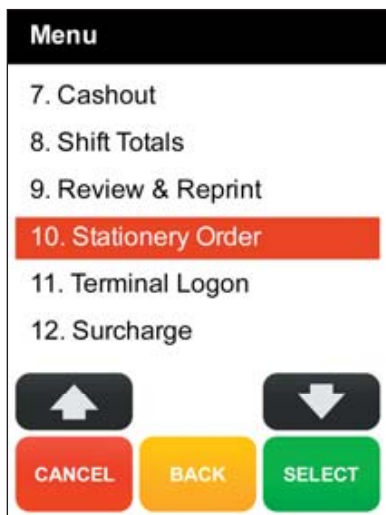 Menu
7. Cashout
8. Shift Totals
9. Review & Reprint
10. Stationery Order
11. Terminal Logon
12. Surcharge
CANCEL BACK SELECT